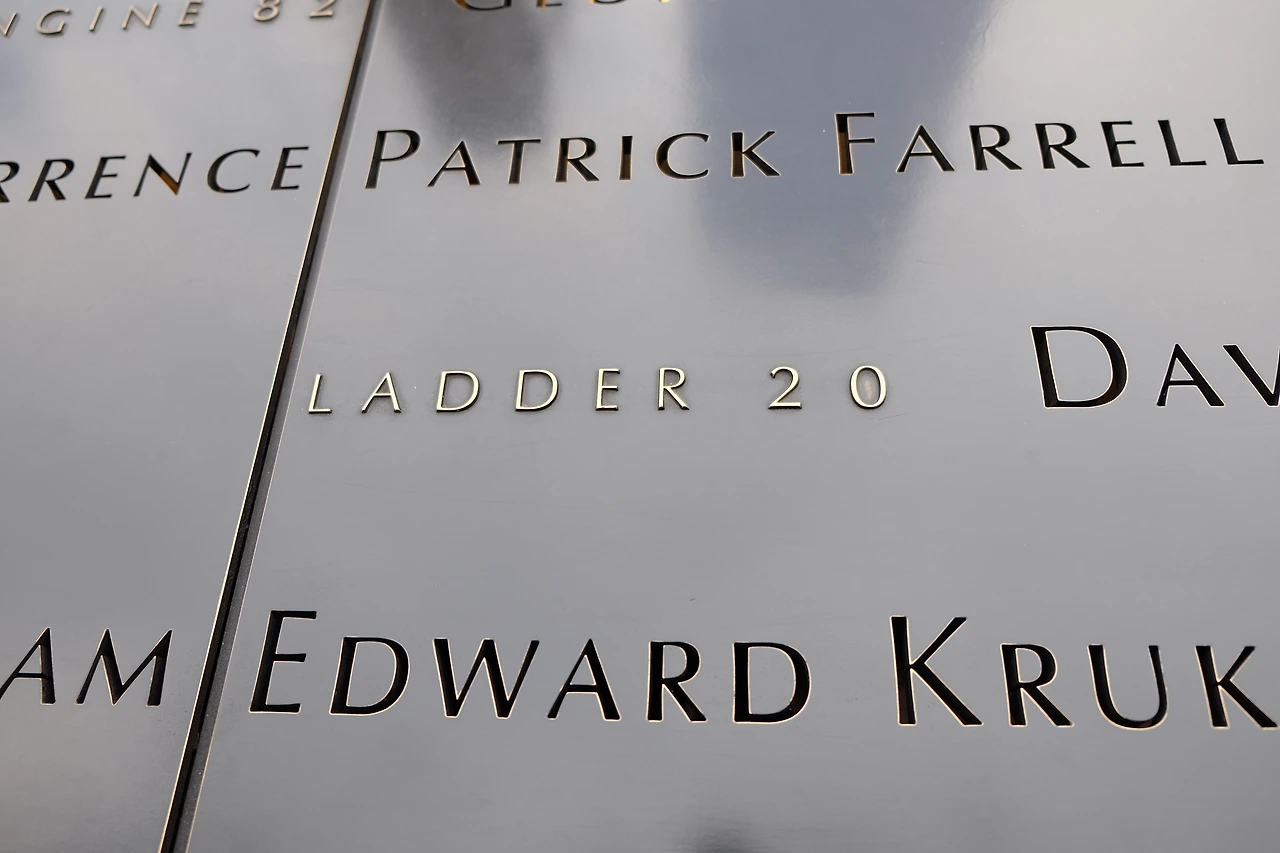 NGINE 82
RRENCE PATRICK FARRELL
LADDER 20 DAV
AM EDWARD KRUK